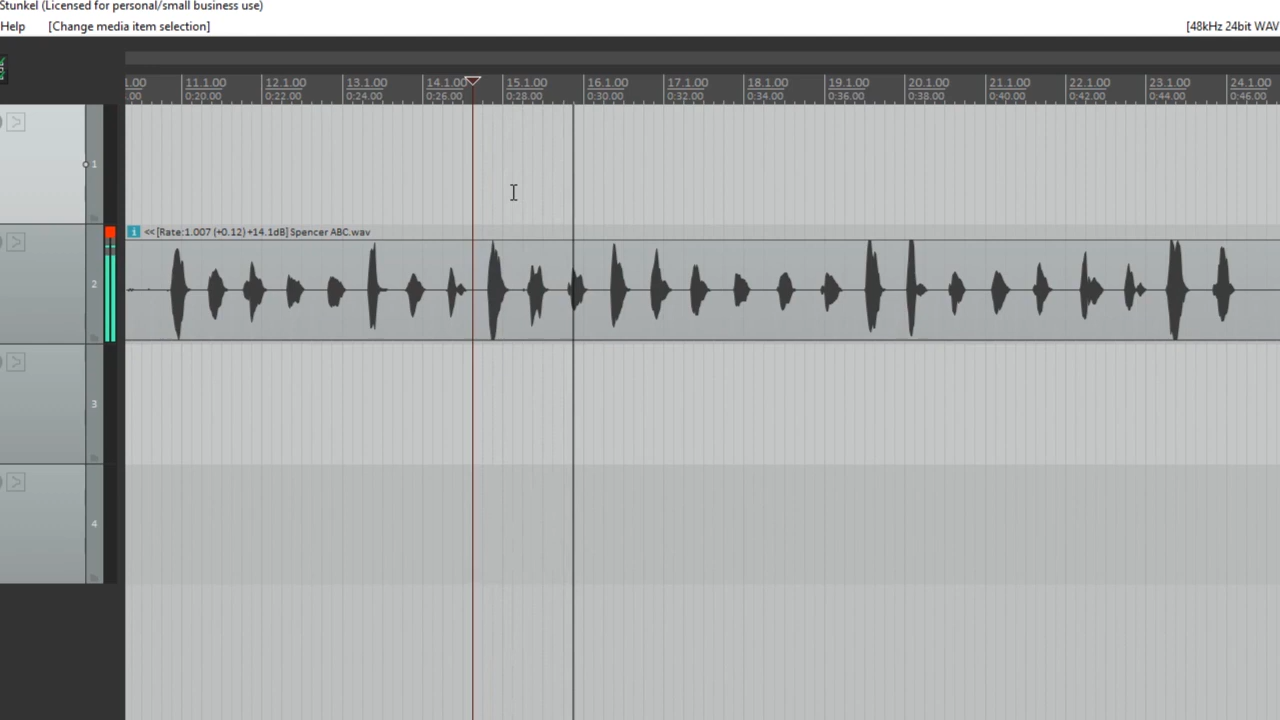 Stunkel (Licensed for personal/small business use)
Help [Change media item selection] [48kHz 24bit WAV
1.00 11.1.00 12.1.00 13.1.00 14.1.00 15.1.00 16.1.00 17.1.00 18.1.00 19.1.00 20.1.00 21.1.00 22.1.00 23.1.00 24.1.00
.00 0:20.00 0:22.00 0:24.00 0:26.00 0:28.00 0:30.00 0:32.00 0:34.00 0:36.00 0:38.00 0:40.00 0:42.00 0:44.00 0:46.00
1
i << [Rate:1.007 (+0.12) +14.1dB] Spencer ABC.wav
2
3
4